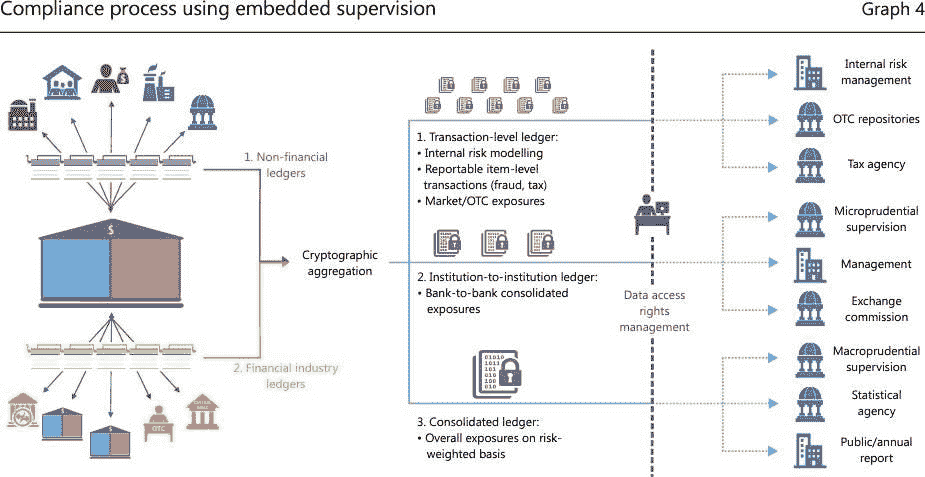 Compliance process using embedded supervision
Graph 4
1. Non-financial
ledgers
$
2. Financial industry
ledgers
OTC
Cryptographic
aggregation
1. Transaction-level ledger:
• Internal risk modelling
• Reportable item-level
transactions (fraud, tax)
• Market/OTC exposures
2. Institution-to-institution ledger:
• Bank-to-bank consolidated
exposures
01010
1011
101
010
100
010
3. Consolidated ledger:
• Overall exposures on risk-
weighted basis
Data access
rights
management
Internal risk
management
OTC repositories
Tax agency
Microprudential
supervision
Management
Exchange
commission
Macroprudential
supervision
Statistical
agency
Public/annual
report